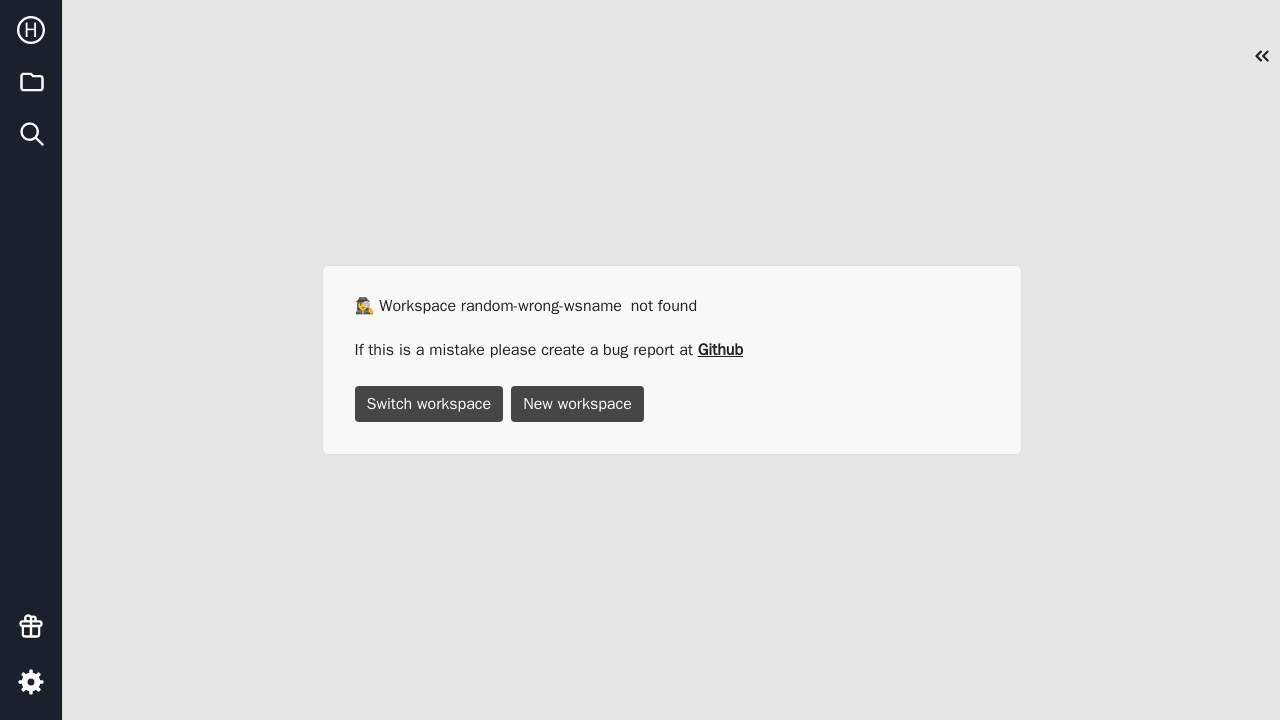 H
Workspace random-wrong-wsname not found
If this is a mistake please create a bug report at Github
Switch workspace New workspace